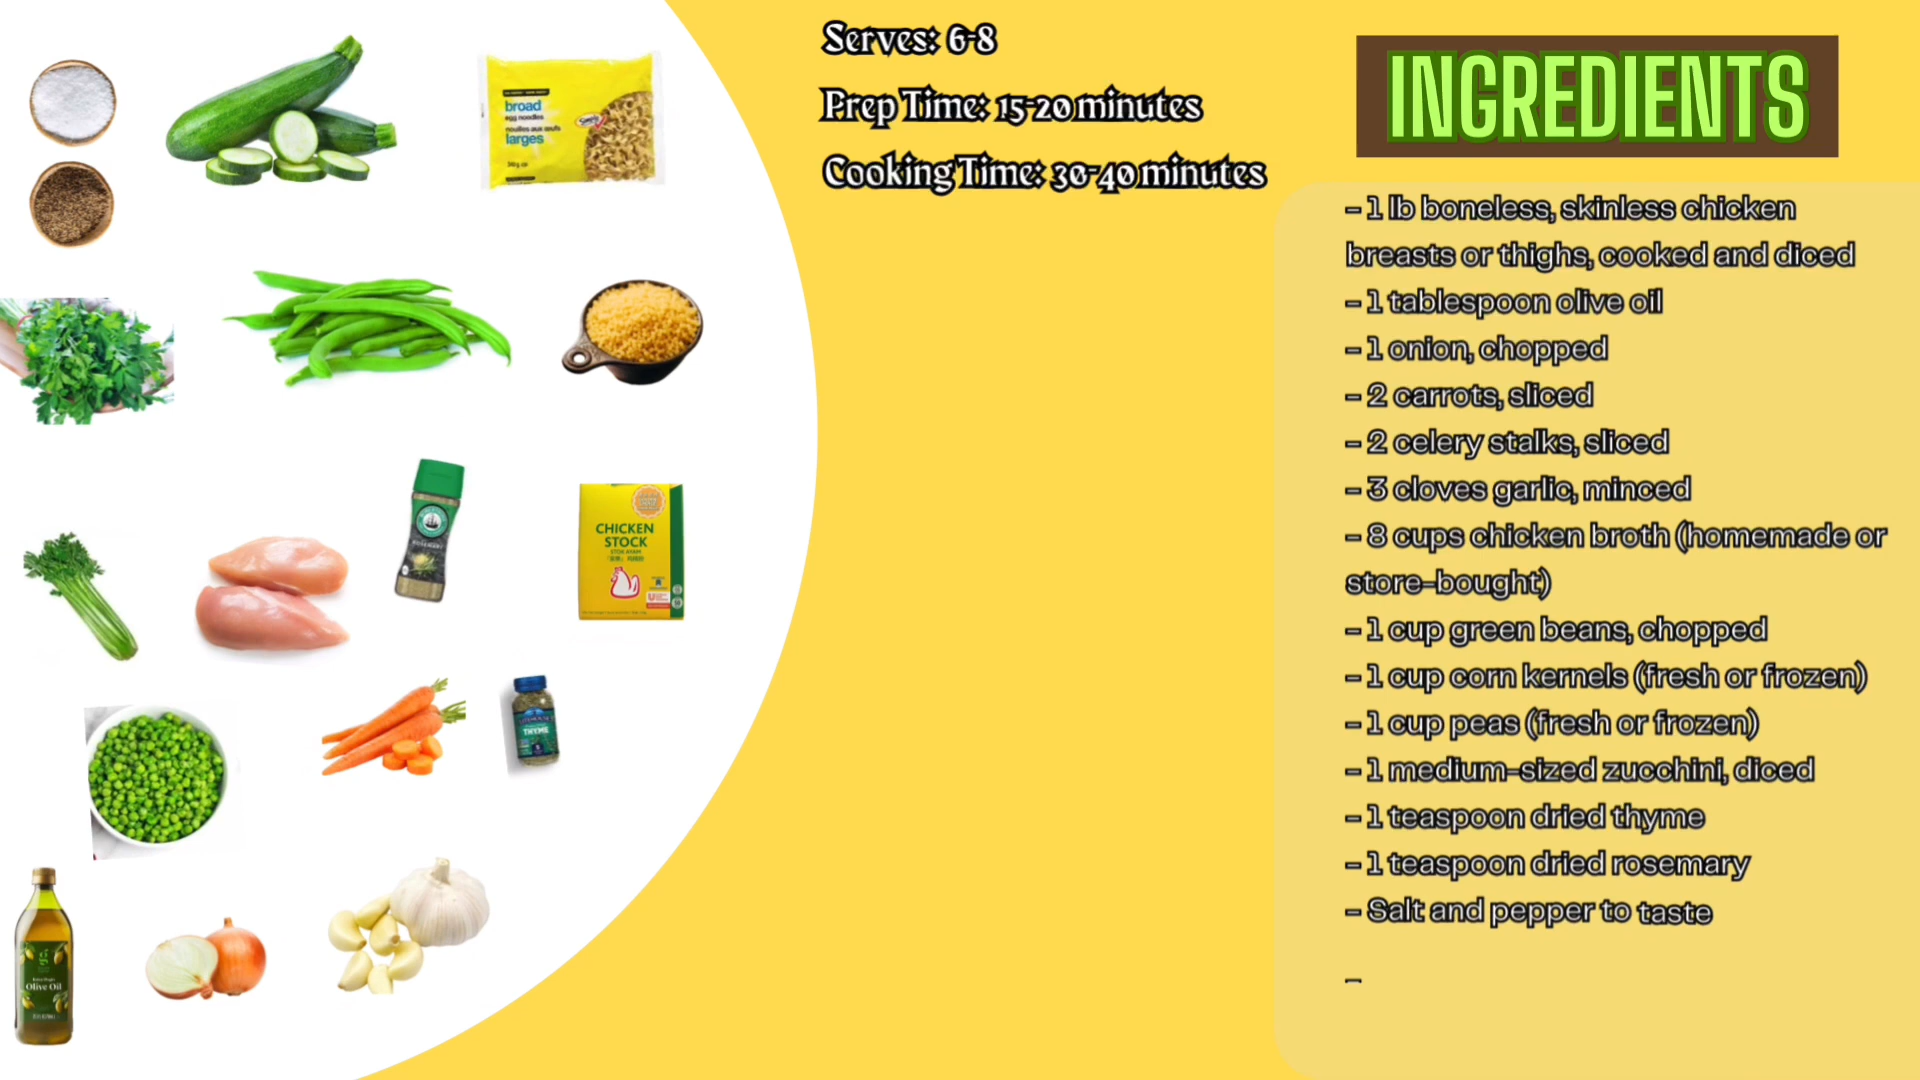 Serves: 6-8
Prep Time: 15-20 minutes
Cooking Time: 30-40 minutes
INGREDIENTS
- 1 lb boneless, skinless chicken
breasts or thighs, cooked and diced
- 1 tablespoon olive oil
- 1 onion, chopped
- 2 carrots, sliced
- 2 celery stalks, sliced
- 3 cloves garlic, minced
- 8 cups chicken broth (homemade or
store-bought)
- 1 cup green beans, chopped
- 1 cup corn kernels (fresh or frozen)
- 1 cup peas (fresh or frozen)
- 1 medium-sized zucchini, diced
- 1 teaspoon dried thyme
- 1 teaspoon dried rosemary
- Salt and pepper to taste
-
broad
egg noodles
nouilles aux œufs
larges
ROSEMARY
CHICKEN
STOCK
THYME
Olive Oil